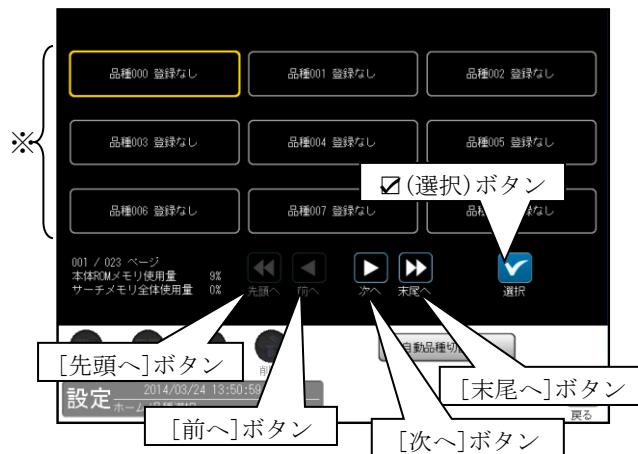 品種000 登録なし
品種001 登録なし
品種002 登録なし
※
品種003 登録なし
品種004 登録なし
品種005 登録なし
☑(選択)ボタン
品種006 登録なし
品種007 登録なし
001 / 023 ページ
本体ROMメモリ使用量 9%
サーチメモリ全体使用量 0%
先頭へ
前へ
次へ
末尾へ
選択
自動品種切
[先頭へ]ボタン
[末尾へ]ボタン
設定
2014/03/24 13:50:59
ホーム
戻る
[前へ]ボタン
[次へ]ボタン